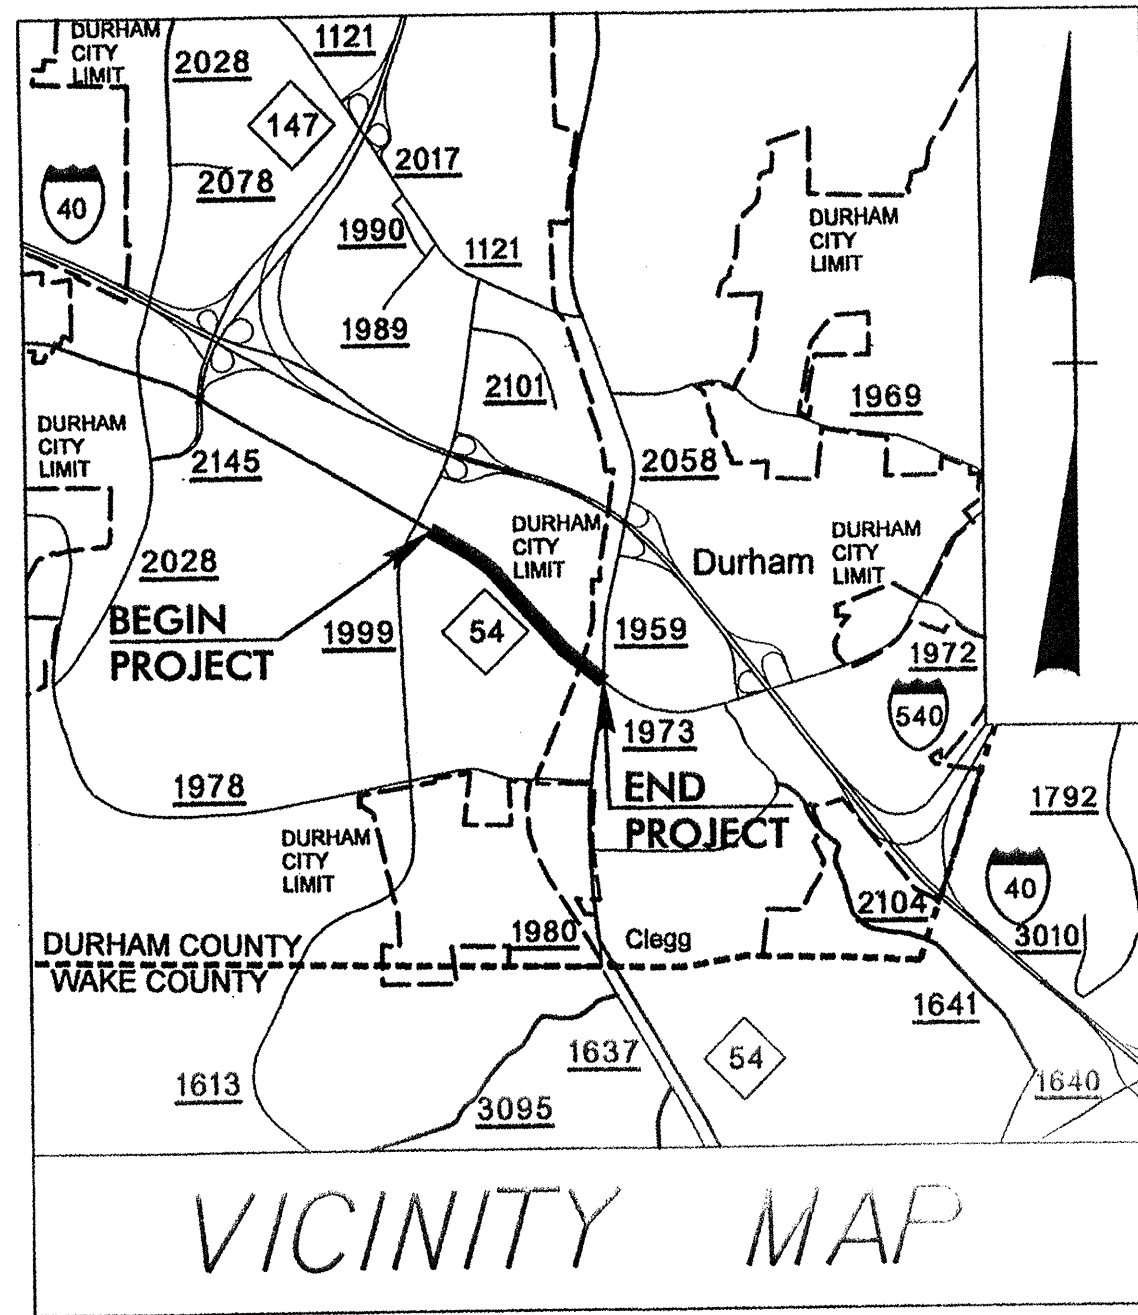 DURHAM
CITY
LIMIT
2028
1121
147
2017
2078
40
1990
1121
DURHAM
CITY
LIMIT
1989
2101
1969
DURHAM
CITY
LIMIT
2145
2058
DURHAM
CITY
LIMIT
DURHAM
CITY
LIMIT
Durham
2028
BEGIN
PROJECT
1999
54
1959
1972
540
1973
END
PROJECT
1978
1792
DURHAM
CITY
LIMIT
40
2104
1980
Clegg
3010
DURHAM COUNTY
WAKE COUNTY
1641
1637
54
1613
1640
3095
VICINITY MAP